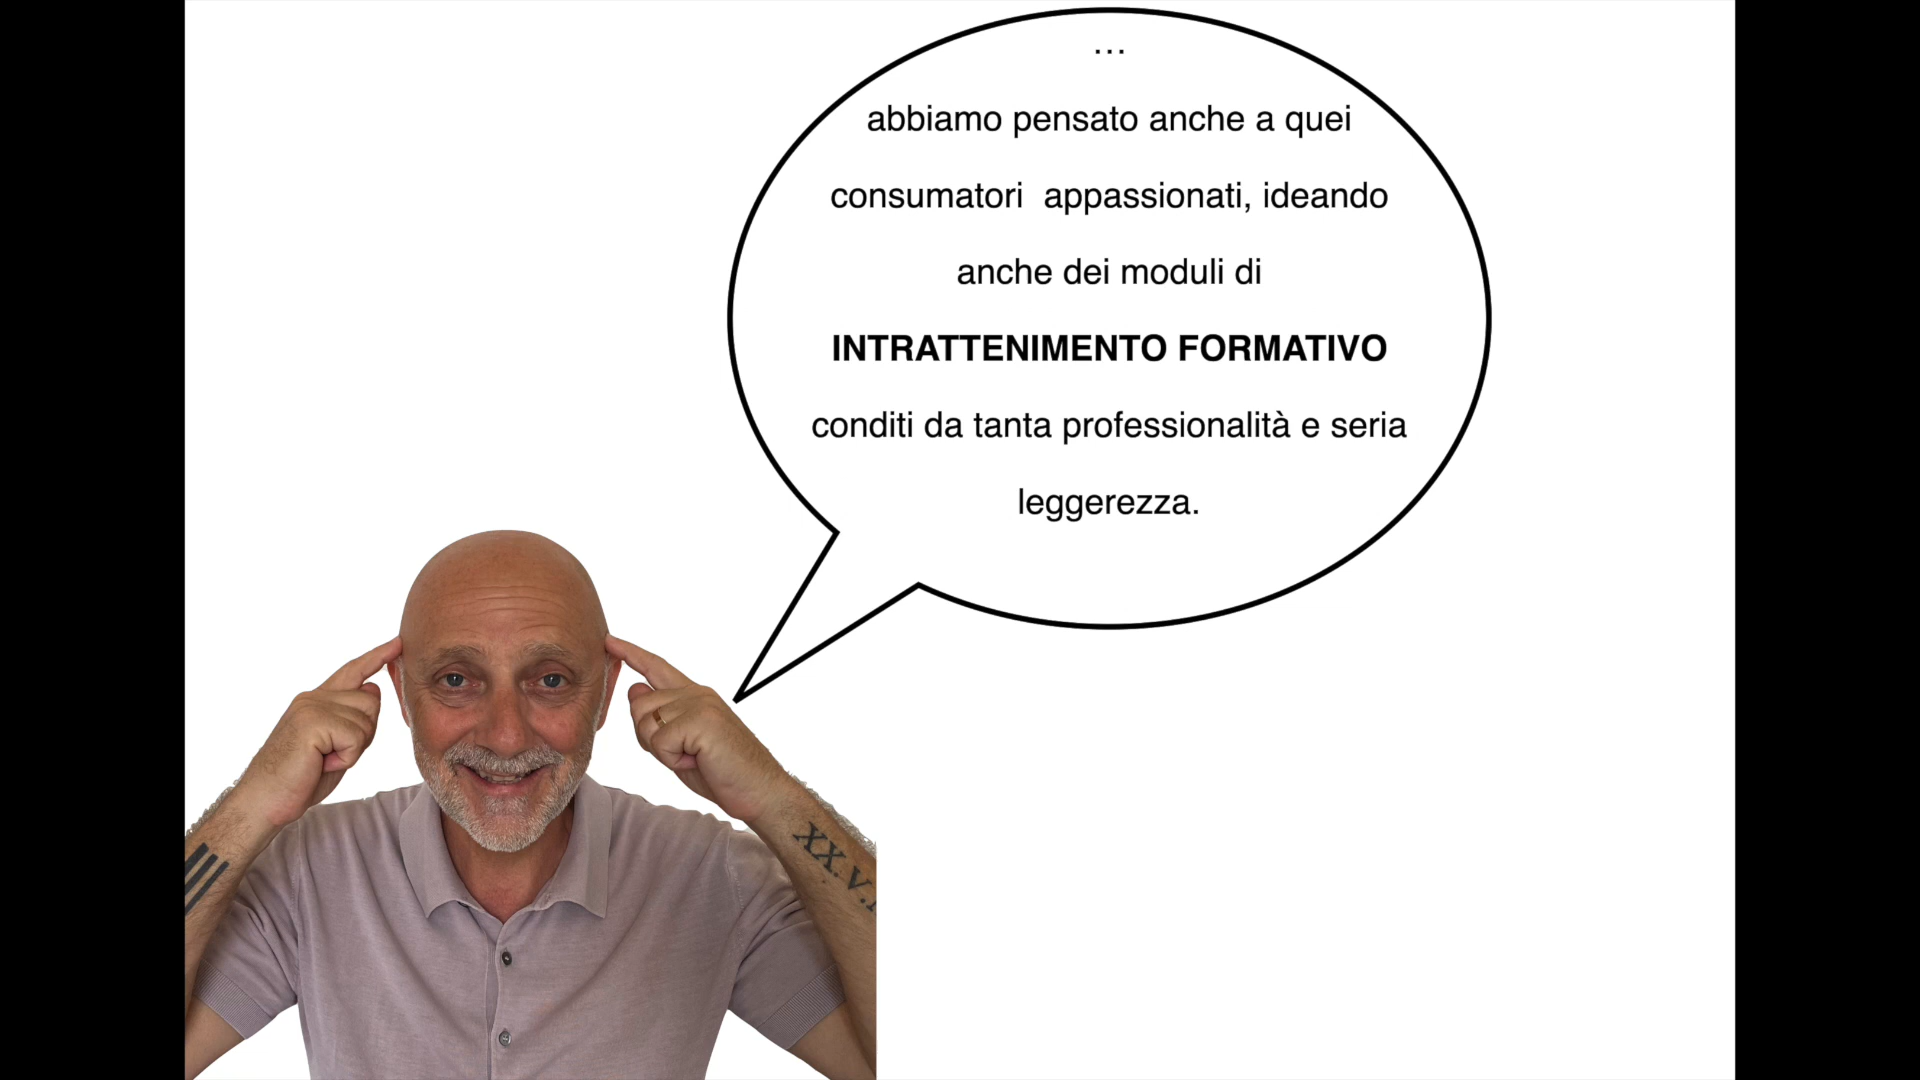 ...
abbiamo pensato anche a quei
consumatori  appassionati, ideando
anche dei moduli di
INTRATTENIMENTO FORMATIVO
conditi da tanta professionalità e seria
leggerezza.
XX.V.